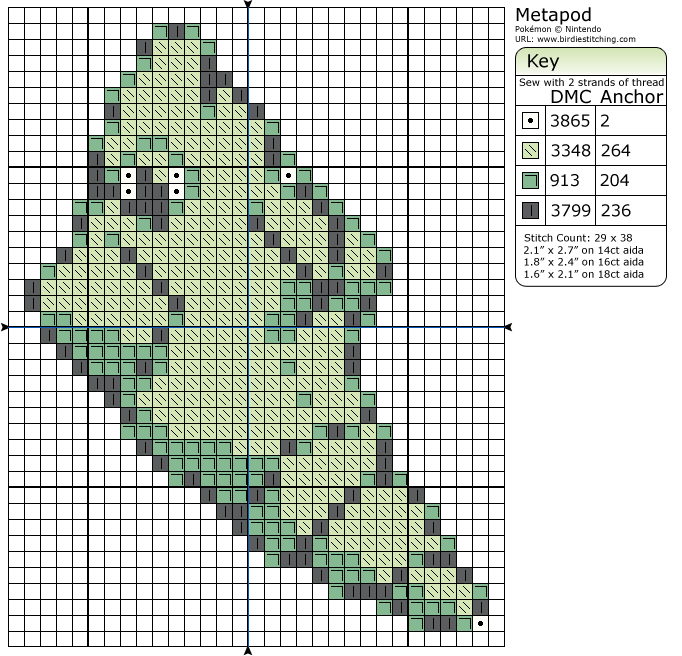 Metapod
Pokémon © Nintendo
URL: www.birdiestitching.com
Key
Sew with 2 strands of thread
DMC Anchor
3865 2
3348 264
913 204
3799 236
Stitch Count: 29 x 38
2.1" x 2.7" on 14ct aida
1.8" x 2.4" on 16ct aida
1.6" x 2.1" on 18ct aida